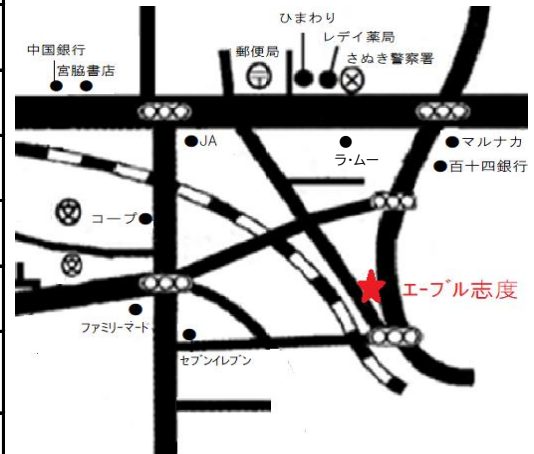 ひまわり
レデイ薬局
郵便局
さぬき警察署
中国銀行
宮脇書店
JA
ラ・ムー
マルナカ
百十四銀行
コープ
エーブル志度
ファミリーマード
セブンイレブン